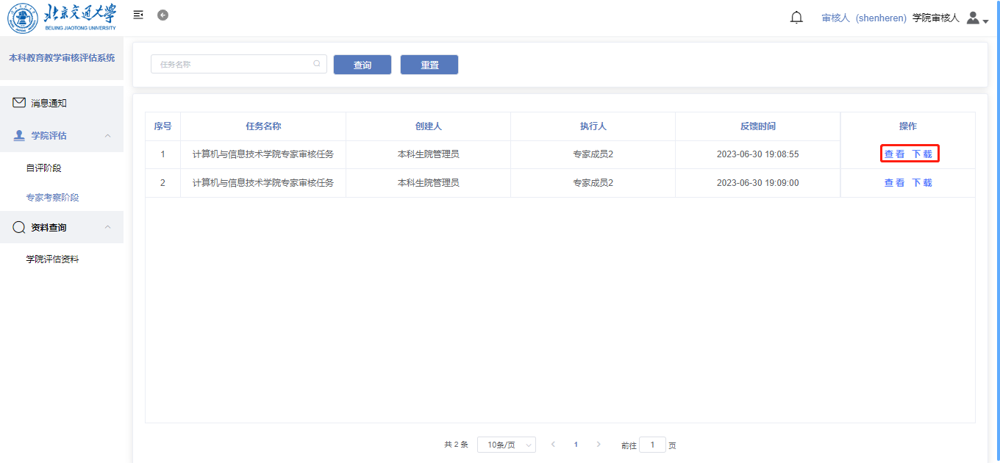 北京交通大学
BEIJING JIAOTONG UNIVERSITY
审核人 (shenheren) 学院审核人
本科教育教学审核评估系统
任务名称 查询 重置
消息通知
学院评估
自评阶段
专家考察阶段
资料查询
学院评估资料
序号 任务名称 创建人 执行人 反馈时间 操作
1 计算机与信息技术学院专家审核任务 本科生院管理员 专家成员2 2023-06-30 19:08:55 查看 下载
2 计算机与信息技术学院专家审核任务 本科生院管理员 专家成员2 2023-06-30 19:09:00 查看 下载
共 2 条 10条/页 1 前往 1 页